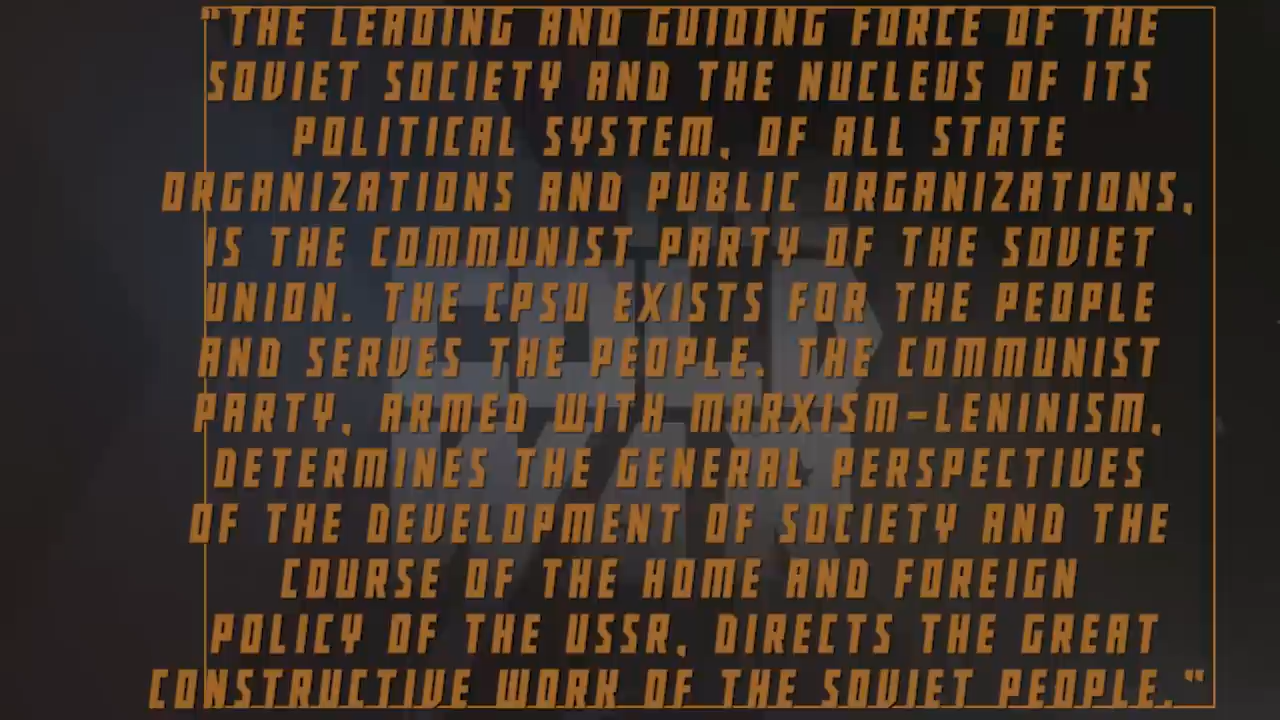 "THE LEADING AND GUIDING FORCE OF THE
SOVIET SOCIETY AND THE NUCLEUS OF ITS
POLITICAL SYSTEM, OF ALL STATE
ORGANIZATIONS AND PUBLIC ORGANIZATIONS,
IS THE COMMUNIST PARTY OF THE SOVIET
UNION. THE CPSU EXISTS FOR THE PEOPLE
AND SERVES THE PEOPLE. THE COMMUNIST
PARTY, ARMED WITH MARXISM-LENINISM,
DETERMINES THE GENERAL PERSPECTIVES
OF THE DEVELOPMENT OF SOCIETY AND THE
COURSE OF THE HOME AND FOREIGN
POLICY OF THE USSR, DIRECTS THE GREAT
CONSTRUCTIVE WORK OF THE SOVIET PEOPLE."
COLD
WAR